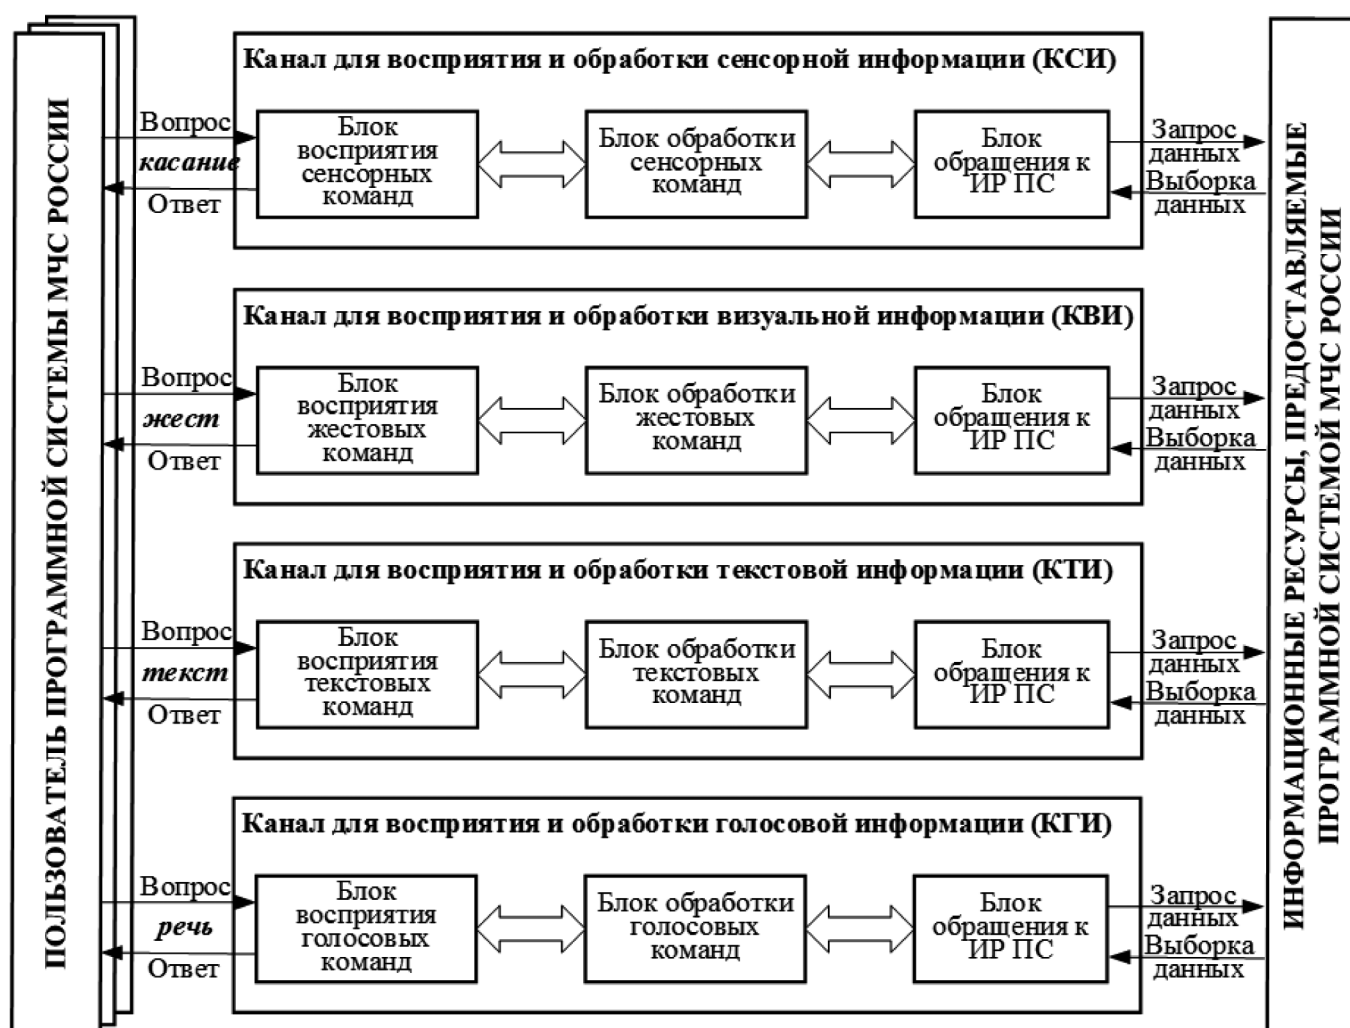 ПОЛЬЗОВАТЕЛЬ ПРОГРАММНОЙ СИСТЕМЫ МЧС РОССИИ
Канал для восприятия и обработки сенсорной информации (КСИ)
Вопрос
касание
Ответ
Блок
восприятия
сенсорных
команд
Блок обработки
сенсорных
команд
Блок
обращения к
ИР ПС
Запрос
данных
Выборка
данных
Канал для восприятия и обработки визуальной информации (КВИ)
Вопрос
жест
Ответ
Блок
восприятия
жестовых
команд
Блок обработки
жестовых
команд
Блок
обращения к
ИР ПС
Запрос
данных
Выборка
данных
Канал для восприятия и обработки текстовой информации (КТИ)
Вопрос
текст
Ответ
Блок
восприятия
текстовых
команд
Блок обработки
текстовых
команд
Блок
обращения к
ИР ПС
Запрос
данных
Выборка
данных
Канал для восприятия и обработки голосовой информации (КГИ)
Вопрос
речь
Ответ
Блок
восприятия
голосовых
команд
Блок обработки
голосовых
команд
Блок
обращения к
ИР ПС
Запрос
данных
Выборка
данных
ИНФОРМАЦИОННЫЕ РЕСУРСЫ, ПРЕДОСТАВЛЯЕМЫЕ
ПРОГРАММНОЙ СИСТЕМОЙ МЧС РОССИИ